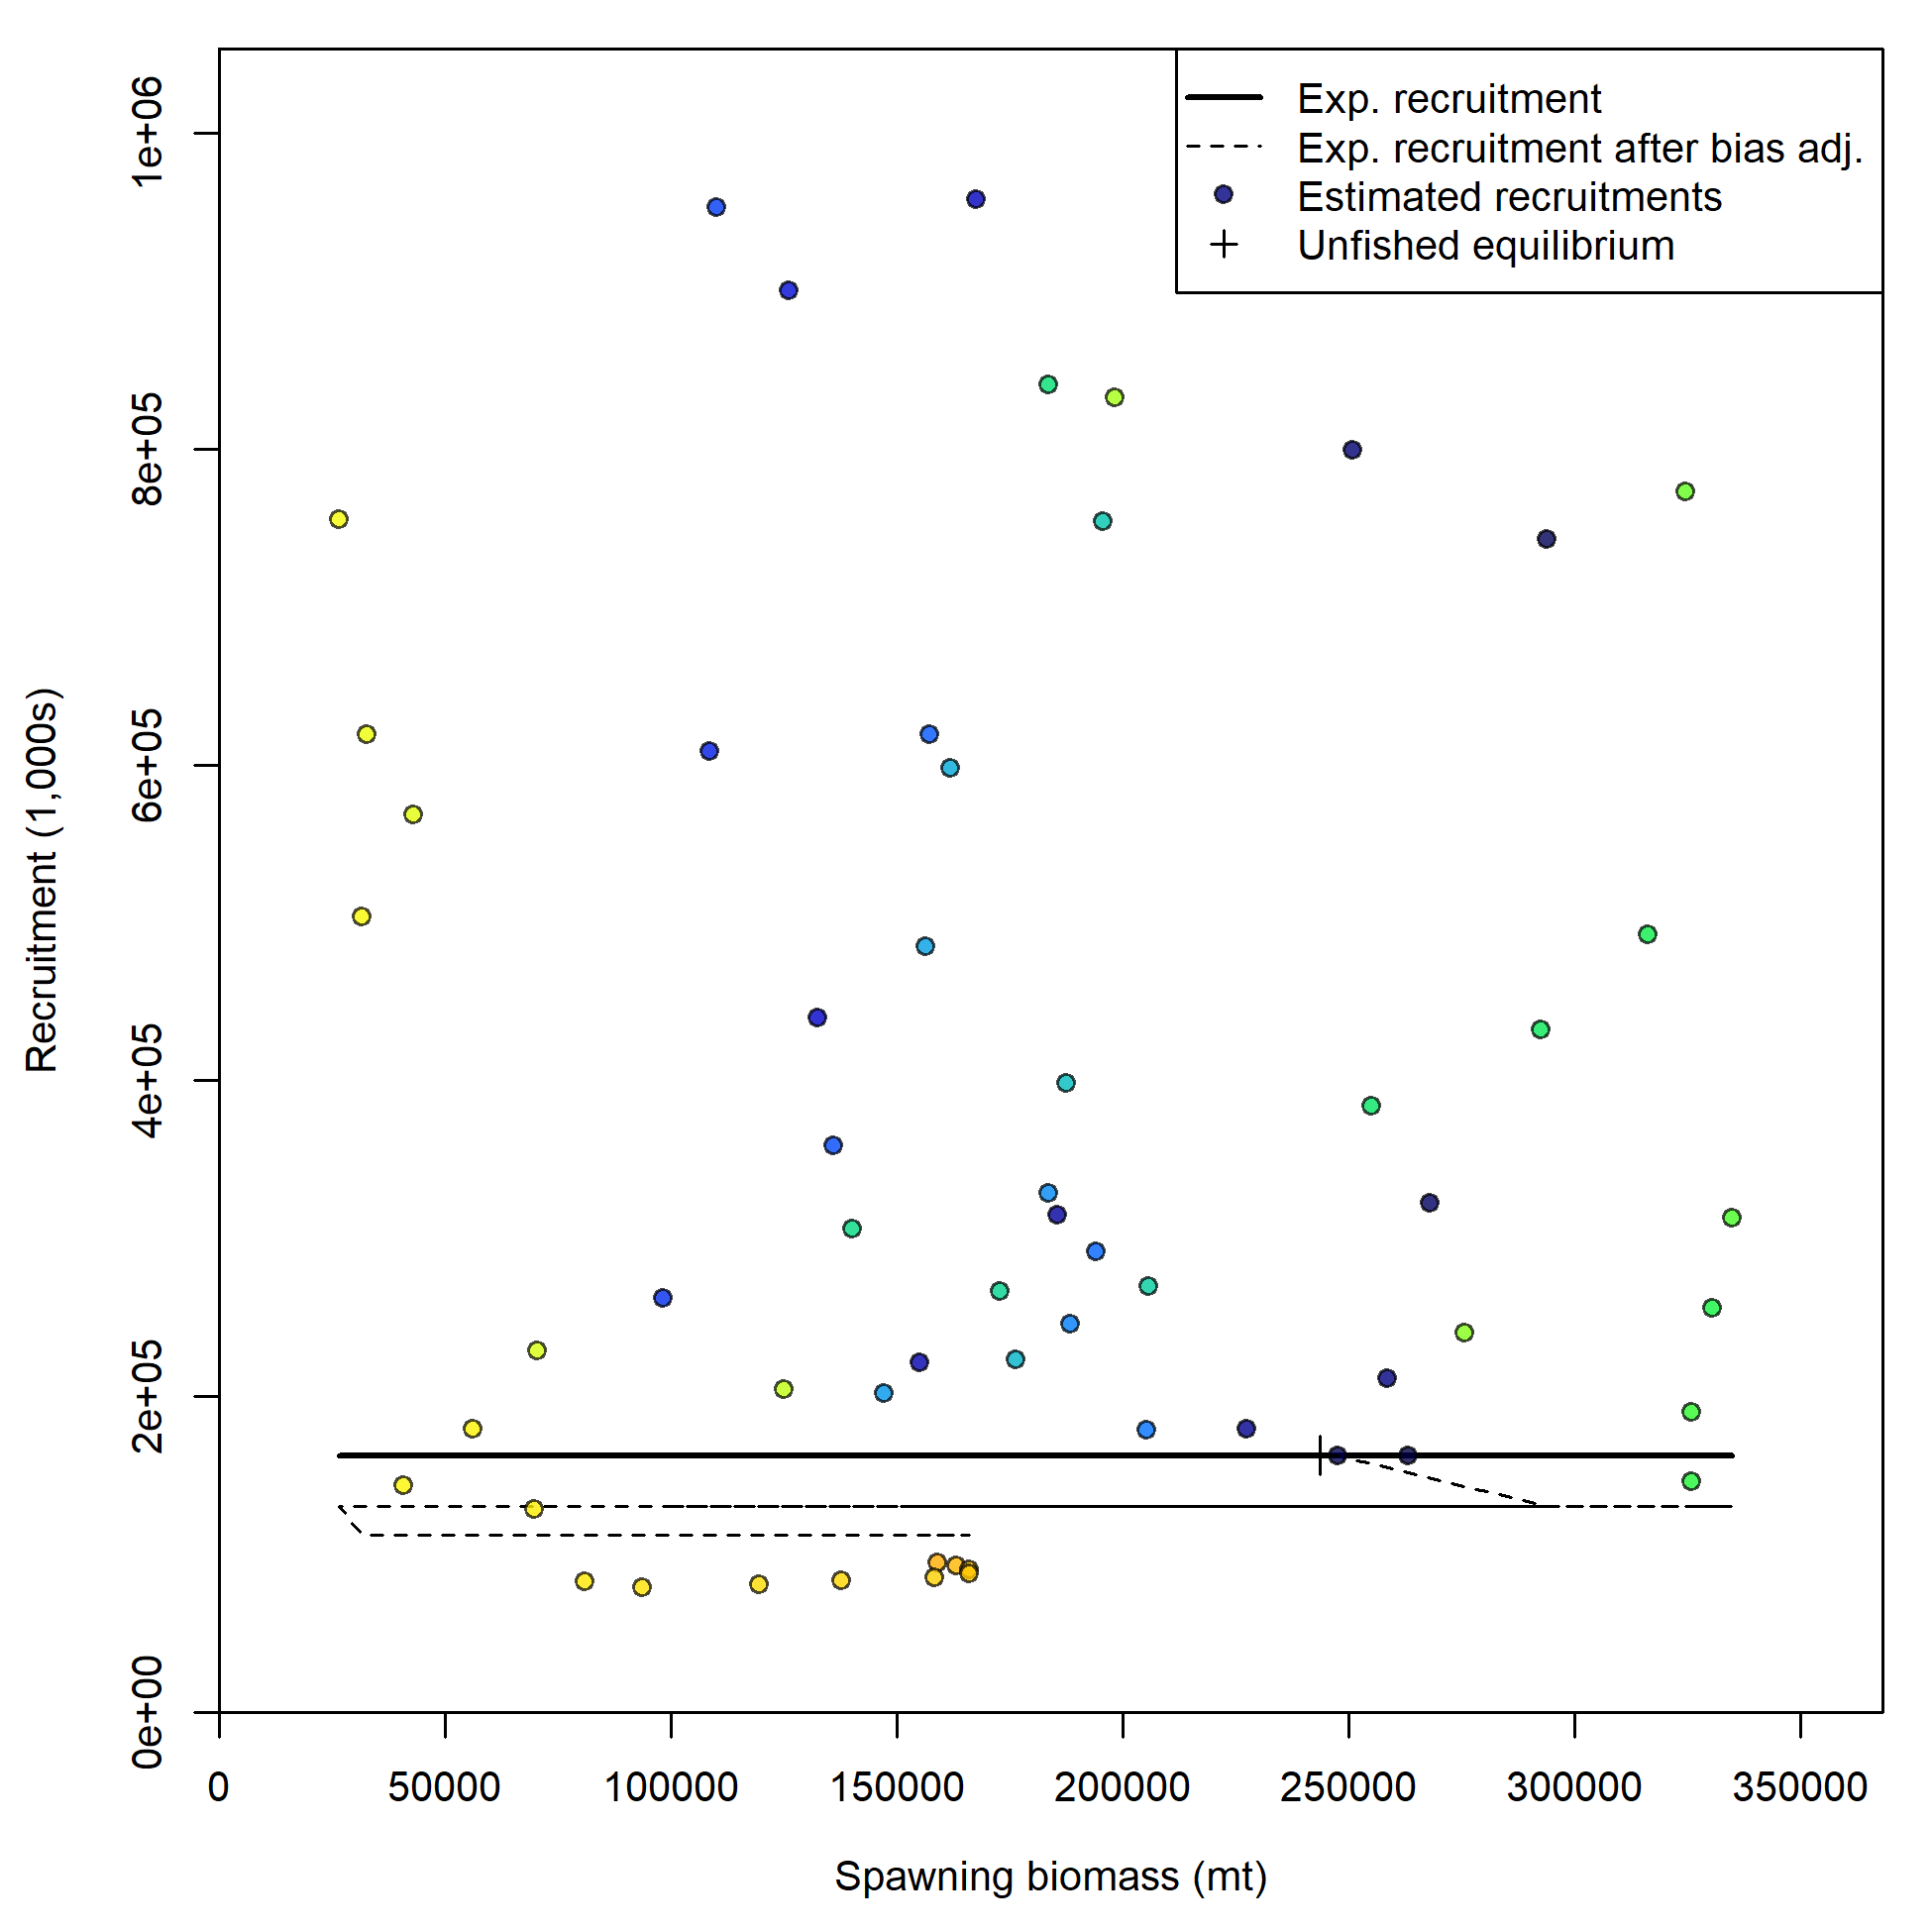 Exp. recruitment
Exp. recruitment after bias adj.
Estimated recruitments
Unfished equilibrium
Recruitment (1,000s)
1e+06
8e+05
6e+05
4e+05
2e+05
0e+00
0 50000 100000 150000 200000 250000 300000 350000
Spawning biomass (mt)